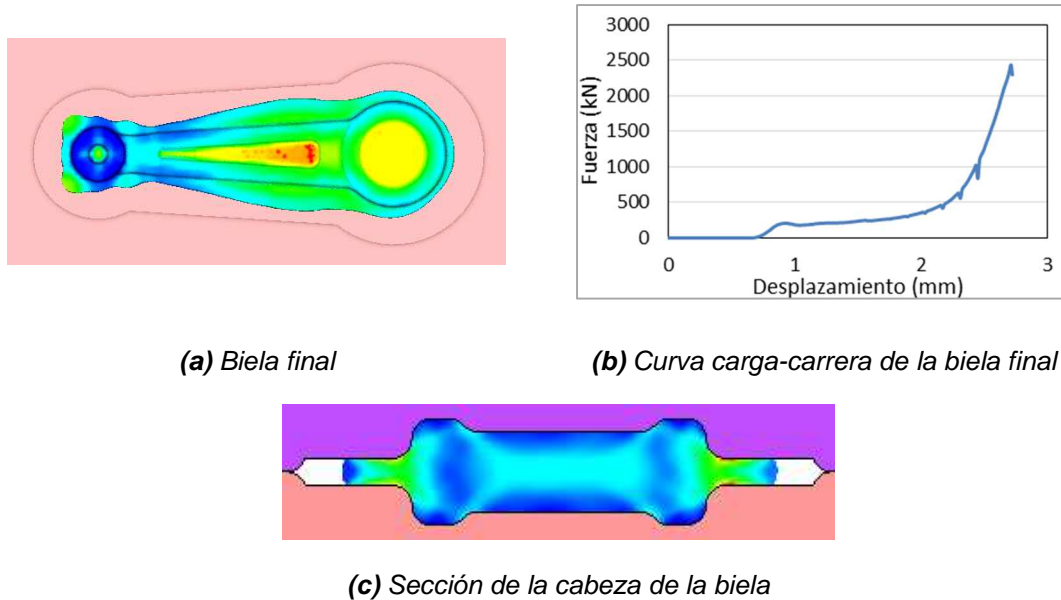 3000
2500
2000
1500
1000
500
0
Fuerza (kN)
0 1 2 3
Desplazamiento (mm)
(a) Biela final
(b) Curva carga-carrera de la biela final
(c) Sección de la cabeza de la biela